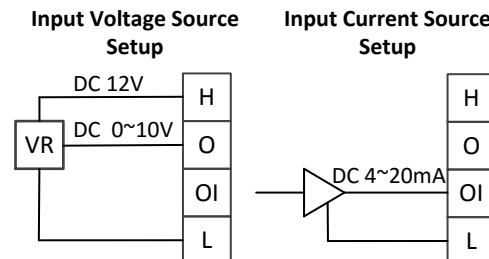 Input Voltage Source
Setup
DC 12V
H
VR
DC 0~10V
O
OI
L
Input Current Source
Setup
H
O
DC 4~20mA
OI
L